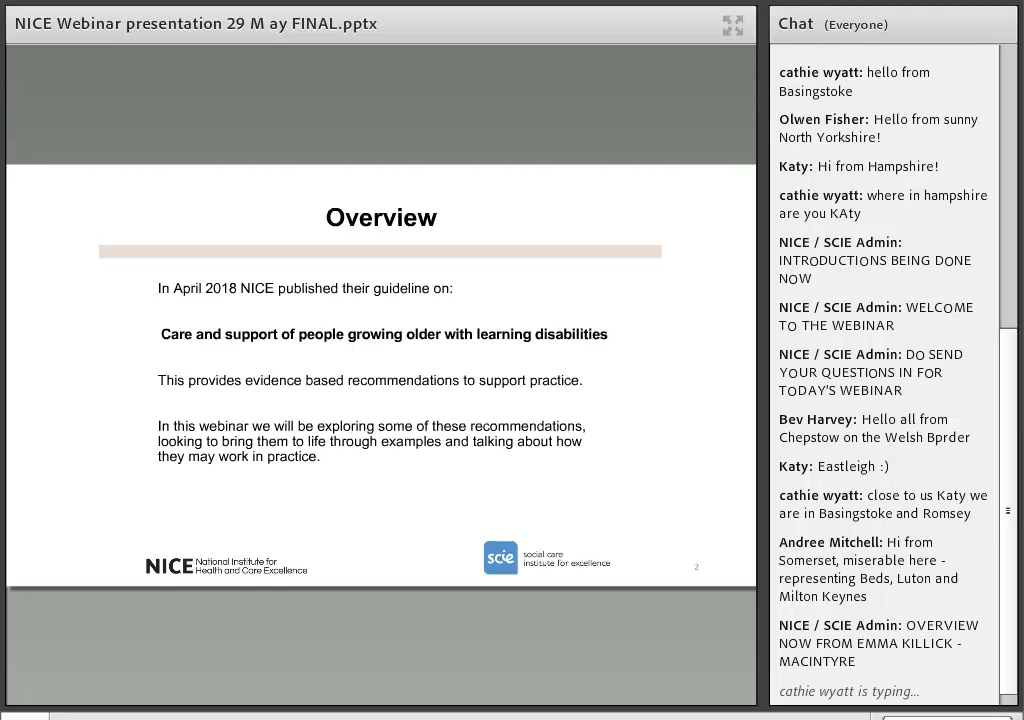 NICE Webinar presentation 29 M ay FINAL.pptx
Overview
In April 2018 NICE published their guideline on:
Care and support of people growing older with learning disabilities
This provides evidence based recommendations to support practice.
In this webinar we will be exploring some of these recommendations,
looking to bring them to life through examples and talking about how
they may work in practice.
NICE National Institute for
Health and Care Excellence
scie social care
institute for excellence
2
Chat (Everyone)
cathie wyatt: hello from
Basingstoke
Olwen Fisher: Hello from sunny
North Yorkshire!
Katy: Hi from Hampshire!
cathie wyatt: where in hampshire
are you KAty
NICE / SCIE Admin:
INTRODUCTIONS BEING DONE
NOW
NICE / SCIE Admin: WELCOME
TO THE WEBINAR
NICE / SCIE Admin: DO SEND
YOUR QUESTIONS IN FOR
TODAY'S WEBINAR
Bev Harvey: Hello all from
Chepstow on the Welsh Bprder
Katy: Eastleigh :)
cathie wyatt: close to us Katy we
are in Basingstoke and Romsey
Andree Mitchell: Hi from
Somerset, miserable here -
representing Beds, Luton and
Milton Keynes
NICE / SCIE Admin: OVERVIEW
NOW FROM EMMA KILLICK -
MACINTYRE
cathie wyatt is typing...